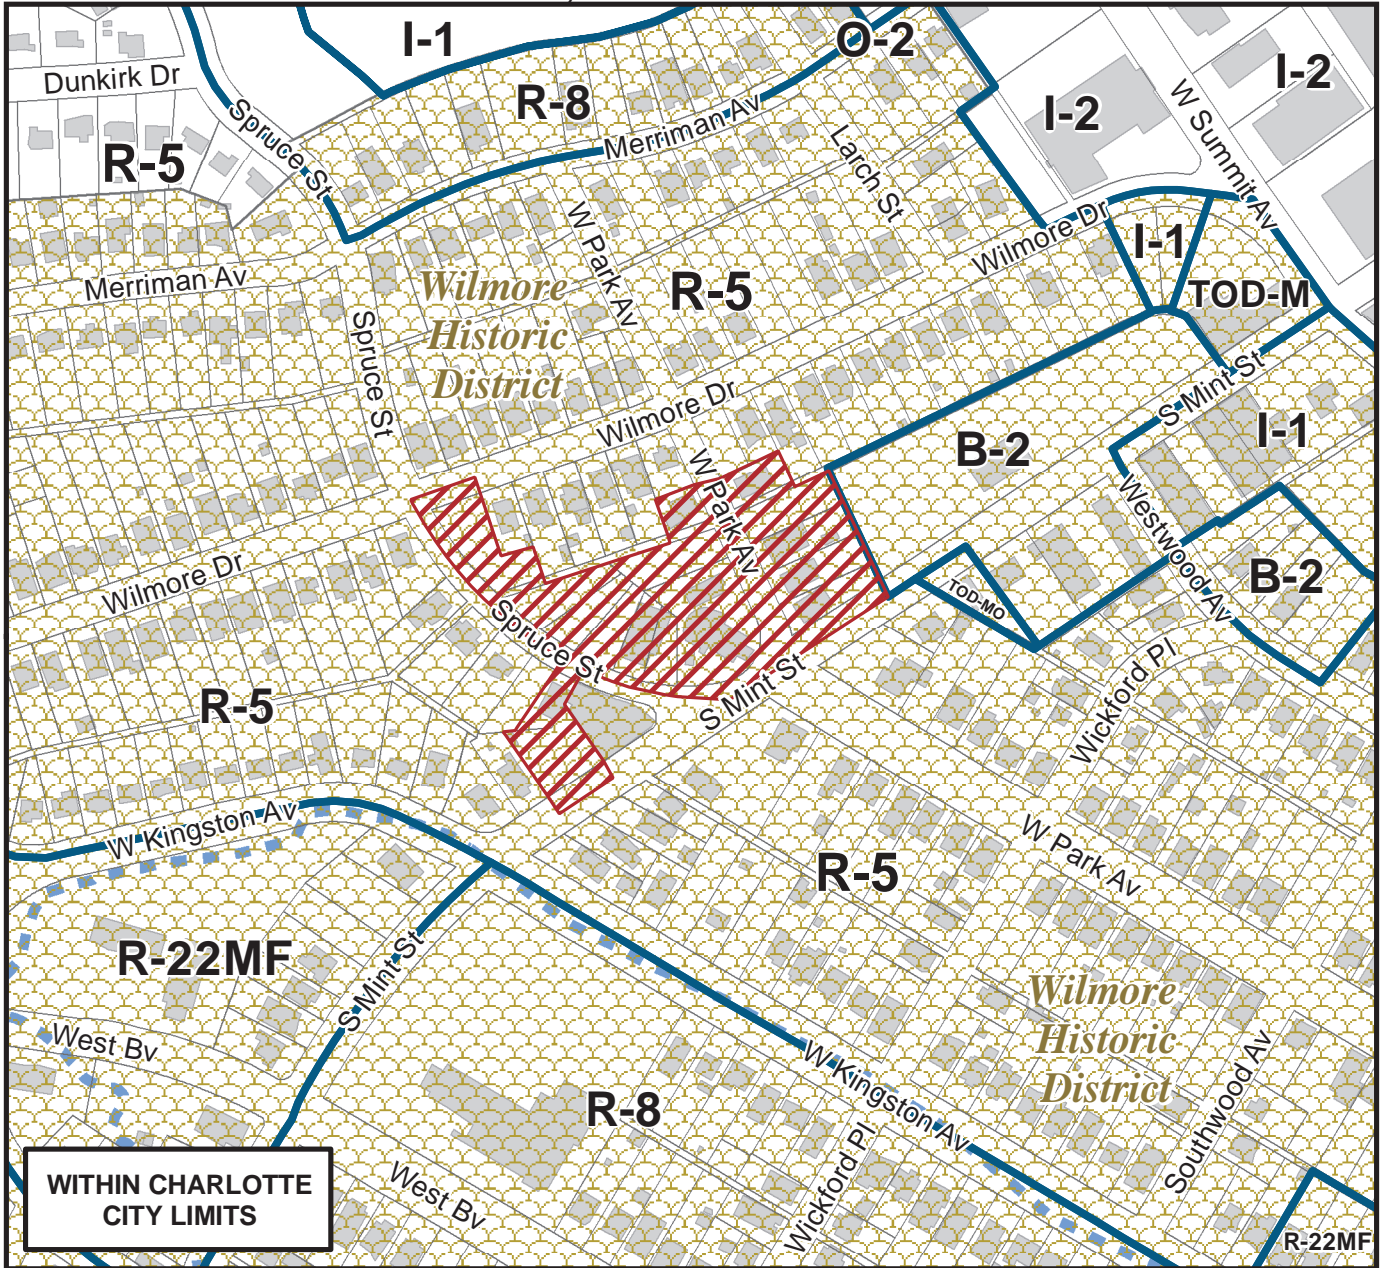 I-1
O-2
I-2
Dunkirk Dr
R-8
I-2
W Summit Av
Spruce St
Merriman Av
Larch St
R-5
W Park Av
Wilmore Dr
I-1
Merriman Av
Wilmore
Historic
District
R-5
TOD-M
Spruce St
S Mint St
Wilmore Dr
B-2
I-1
W Park Av
Westwood Av
Wilmore Dr
TOD-MO
B-2
Spruce St
R-5
S Mint St
Wickford Pl
W Kingston Av
R-5
W Park Av
R-22MF
S Mint St
Wilmore
Historic
District
West Bv
W Kingston Av
R-8
Southwood Av
West Bv
Wickford Pl
WITHIN CHARLOTTE
CITY LIMITS
R-22MF